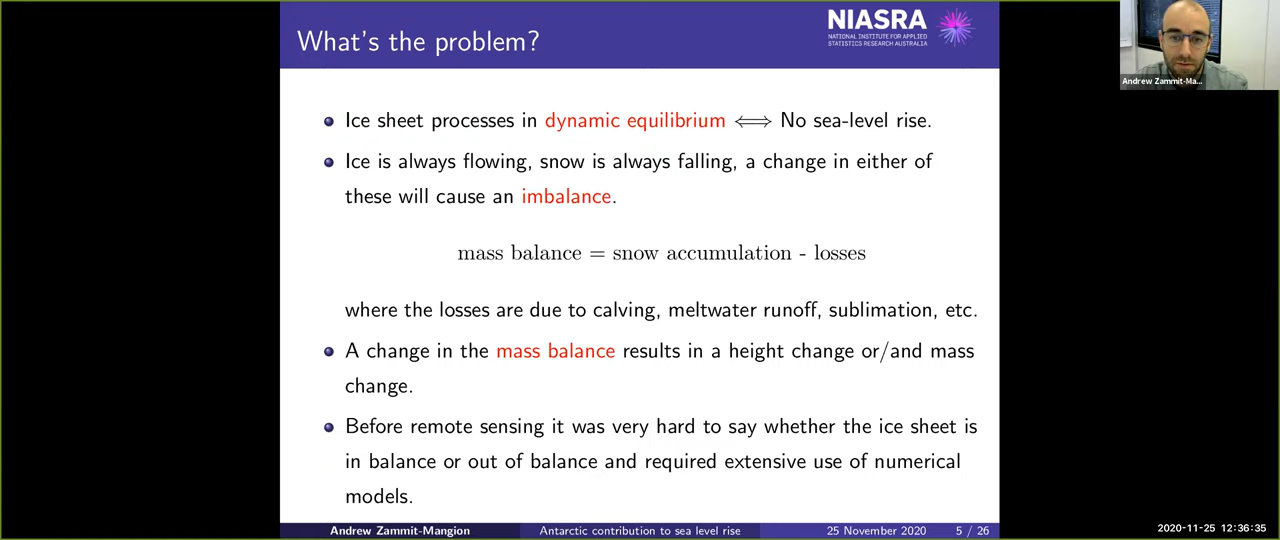 What's the problem?
NIASRA
NATIONAL INSTITUTE FOR APPLIED
STATISTICS RESEARCH AUSTRALIA
Andrew Zammit-Ma...
Ice sheet processes in dynamic equilibrium ⟺ No sea-level rise.
Ice is always flowing, snow is always falling, a change in either of
these will cause an imbalance.
mass balance = snow accumulation - losses
where the losses are due to calving, meltwater runoff, sublimation, etc.
A change in the mass balance results in a height change or/and mass
change.
Before remote sensing it was very hard to say whether the ice sheet is
in balance or out of balance and required extensive use of numerical
models.
Andrew Zammit-Mangion Antarctic contribution to sea level rise 25 November 2020 5 / 26
2020-11-25 12:36:35